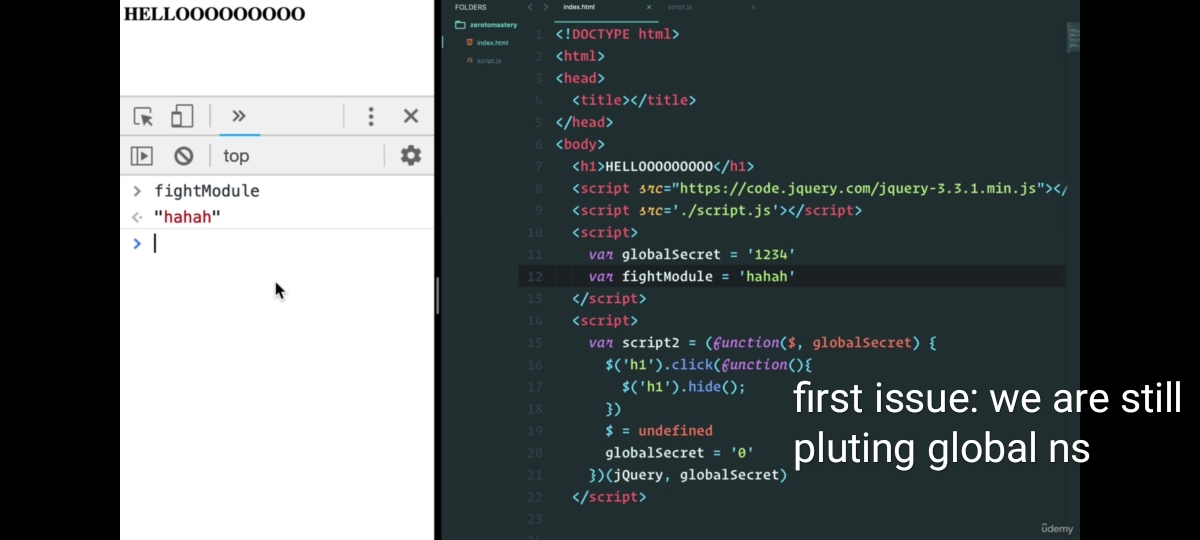 HELLOOOOOOOOO
top
fightModule
"hahah"
FOLDERS
zerotomastery
index.html
script.js
index.html
script.js
1 <!DOCTYPE html>
2 <html>
3 <head>
4 <title></title>
5 </head>
6 <body>
7 <h1>HELLOOOOOOOOO</h1>
8 <script src="https://code.jquery.com/jquery-3.3.1.min.js"></
9 <script src='./script.js'></script>
10 <script>
11 var globalSecret = '1234'
12 var fightModule = 'hahah'
13 </script>
14 <script>
15 var script2 = (function($, globalSecret) {
16 $('h1').click(function(){
17 $('h1').hide();
18 })
19 $ = undefined
20 globalSecret = '0'
21 })(jQuery, globalSecret)
22 </script>
23
first issue: we are still
pluting global ns
ûdemy